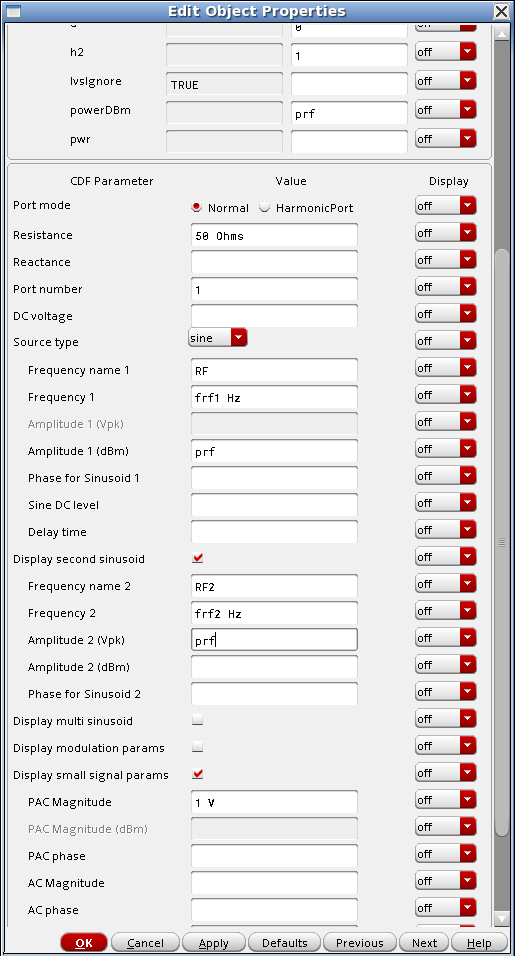 Edit Object Properties
0 off
h2 1 off
lvsIgnore TRUE off
powerDBm prf off
pwr off
CDF Parameter Value Display
Port mode Normal HarmonicPort off
Resistance 50 Ohms off
Reactance off
Port number 1 off
DC voltage off
Source type sine off
Frequency name 1 RF off
Frequency 1 frf1 Hz off
Amplitude 1 (Vpk) off
Amplitude 1 (dBm) prf off
Phase for Sinusoid 1 off
Sine DC level off
Delay time off
Display second sinusoid off
Frequency name 2 RF2 off
Frequency 2 frf2 Hz off
Amplitude 2 (Vpk) prf off
Amplitude 2 (dBm) off
Phase for Sinusoid 2 off
Display multi sinusoid off
Display modulation params off
Display small signal params off
PAC Magnitude 1 V off
PAC Magnitude (dBm) off
PAC phase off
AC Magnitude off
AC phase off
OK Cancel Apply Defaults Previous Next Help